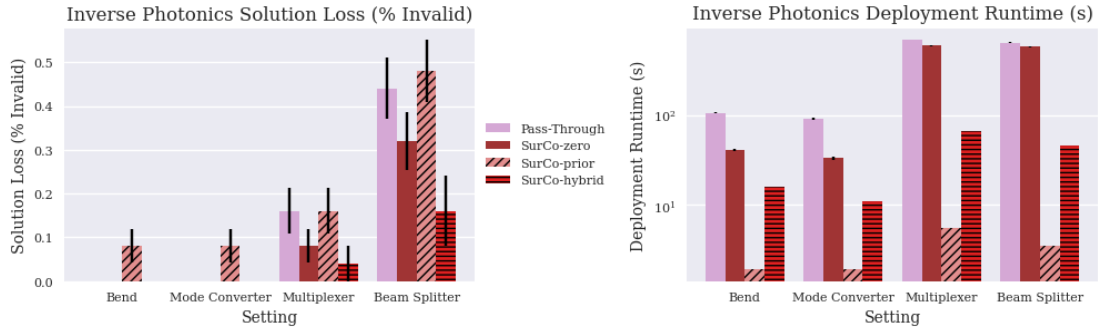 Inverse Photonics Solution Loss (% Invalid)
Solution Loss (% Invalid)
0.5
0.4
0.3
0.2
0.1
0.0
Bend
Mode Converter
Multiplexer
Beam Splitter
Setting
Pass-Through
SurCo-zero
SurCo-prior
SurCo-hybrid
Inverse Photonics Deployment Runtime (s)
Deployment Runtime (s)
10²
10¹
Bend
Mode Converter
Multiplexer
Beam Splitter
Setting